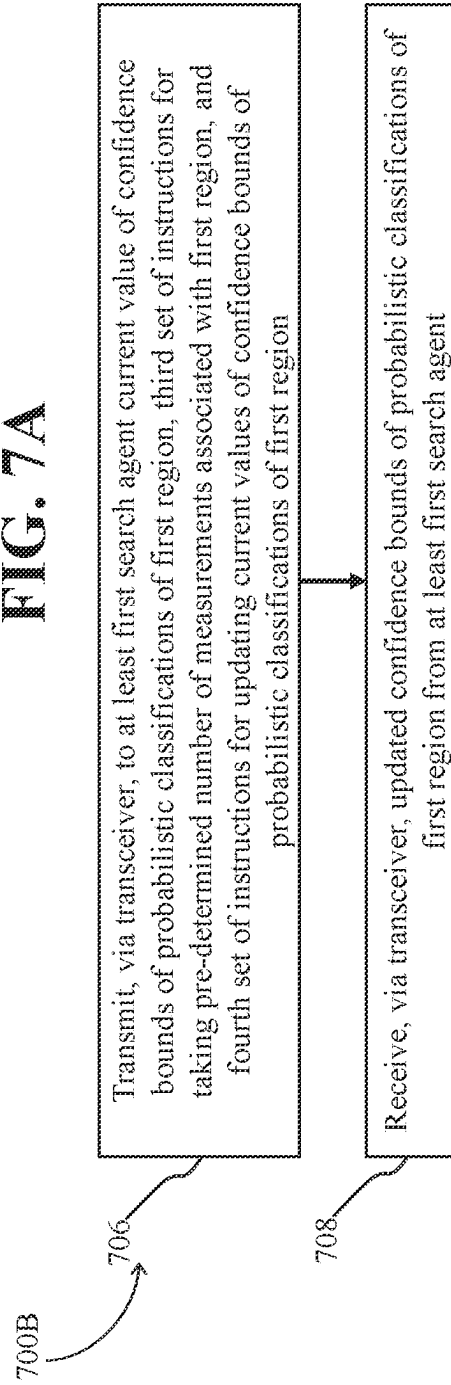 FIG. 7A
700B
706
Transmit, via transceiver, to at least first search agent current value of confidence
bounds of probabilistic classifications of first region, third set of instructions for
taking pre-determined number of measurements associated with first region, and
fourth set of instructions for updating current values of confidence bounds of
probabilistic classifications of first region
708
Receive, via transceiver, updated confidence bounds of probabilistic classifications of
first region from at least first search agent